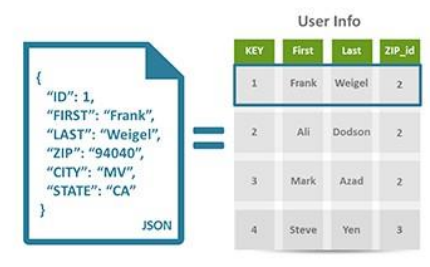 {
"ID": 1,
"FIRST": "Frank",
"LAST": "Weigel",
"ZIP": "94040",
"CITY": "MV",
"STATE": "CA"
}
JSON
=
User Info
KEY First Last ZIP_id
1 Frank Weigel 2
2 Ali Dodson 2
3 Mark Azad 2
4 Steve Yen 3